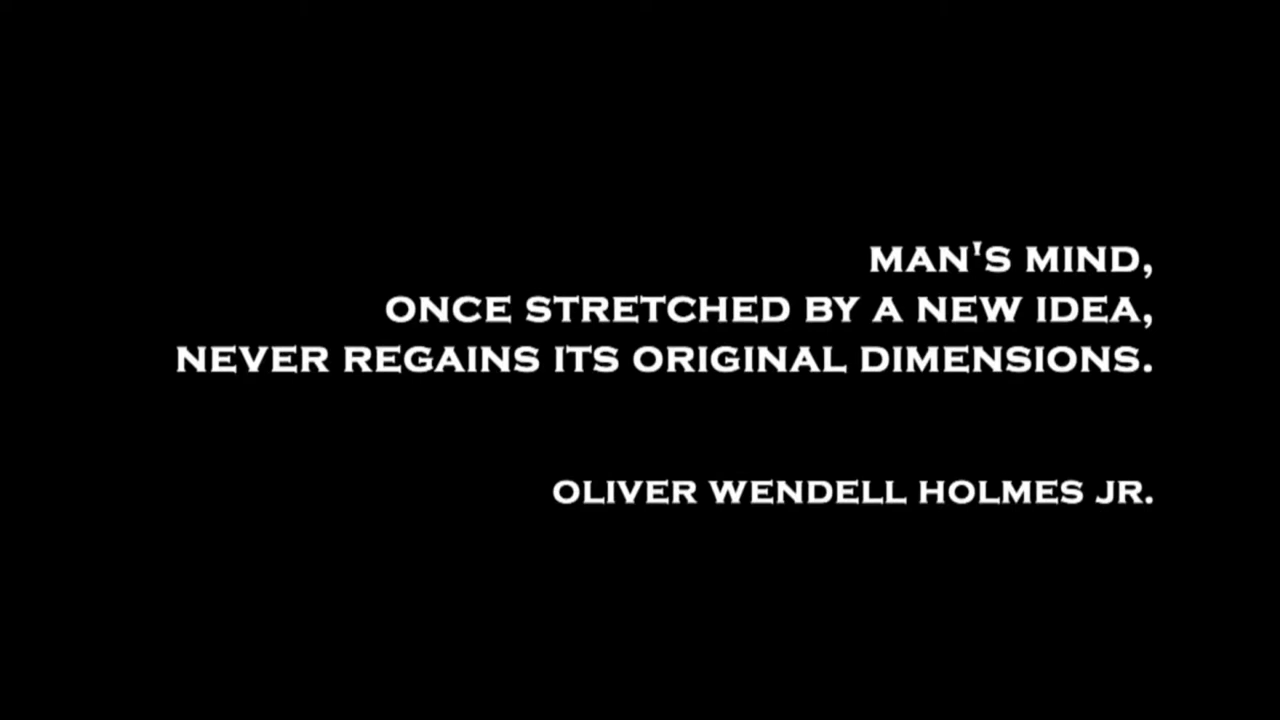 MAN'S MIND,
ONCE STRETCHED BY A NEW IDEA,
NEVER REGAINS ITS ORIGINAL DIMENSIONS.
OLIVER WENDELL HOLMES JR.